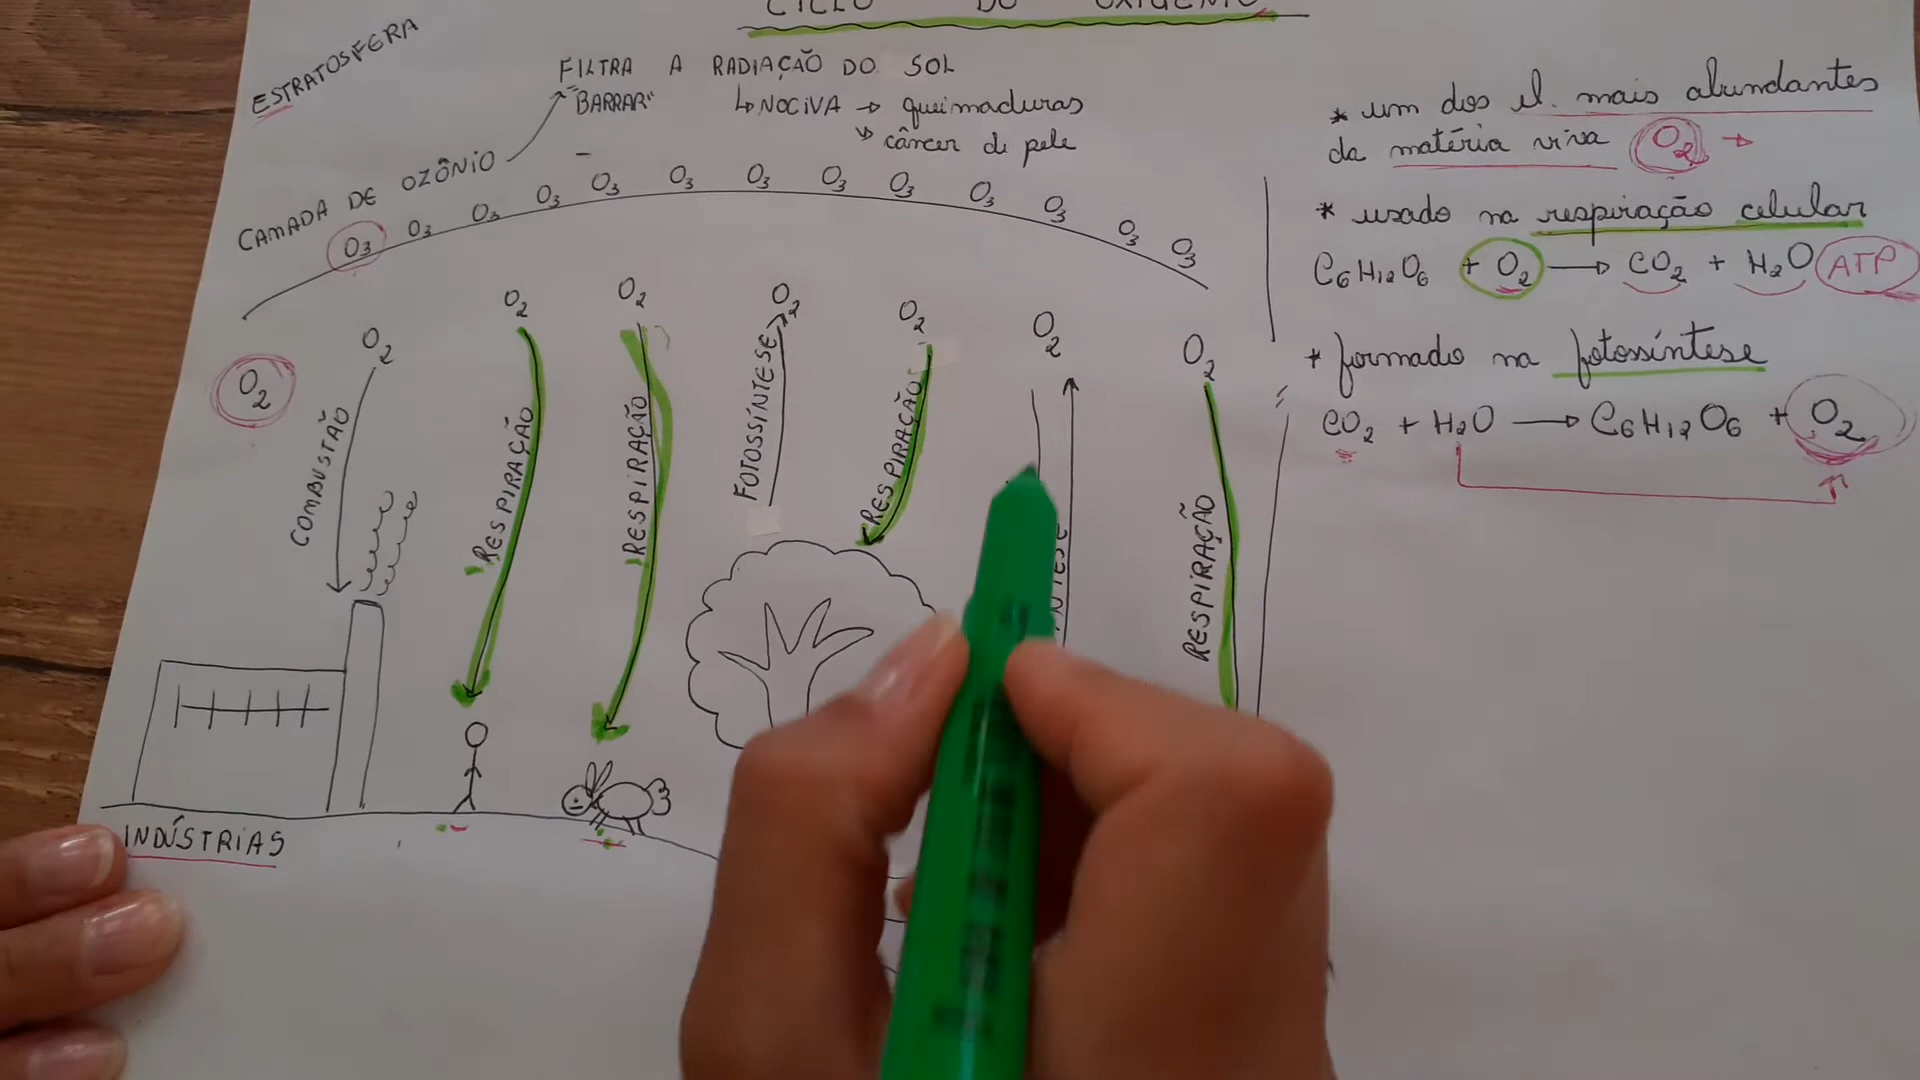 CICLO DO OXIGÊNIO
ESTRATOSFERA
FILTRA A RADIAÇÃO DO SOL
"BARRAR" ↳ NOCIVA → queimaduras
↳ câncer de pele
CAMADA DE OZÔNIO
O3 O3 O3 O3 O3 O3 O3 O3 O3 O3 O3 O3 O3
O2 O2 O2 O2 O2 O2 O2
O2
COMBUSTÃO
RESPIRAÇÃO
RESPIRAÇÃO
FOTOSSÍNTESE
RESPIRAÇÃO
RESPIRAÇÃO
INDÚSTRIAS
* um dos el. mais abundantes
da matéria viva O2 →
* usado na respiração celular
C6H12O6 + O2 → CO2 + H2O ATP
* formado na fotossíntese
CO2 + H2O → C6H12O6 + O2